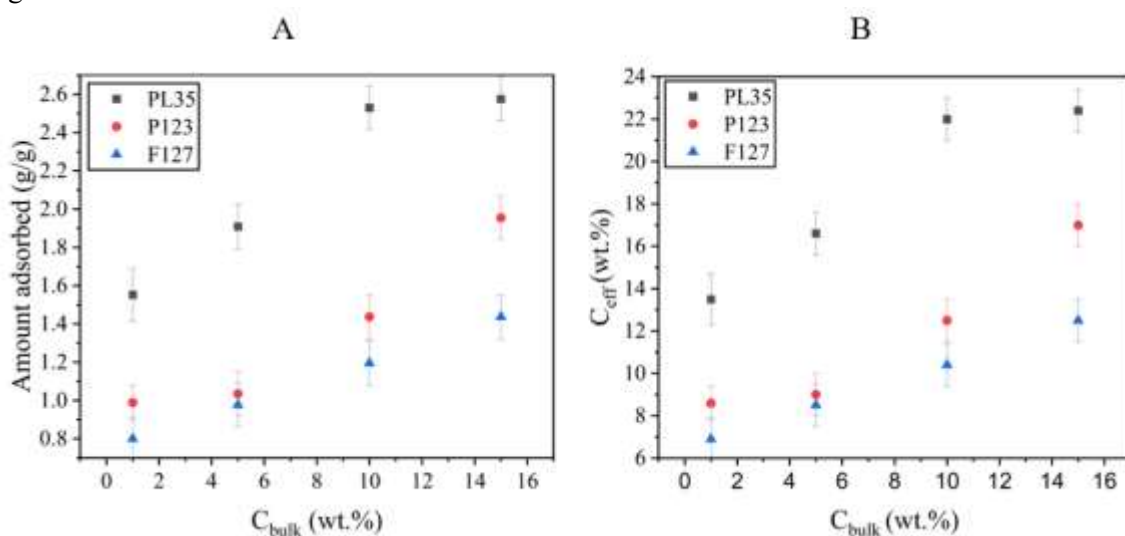 A
B
Amount adsorbed (g/g)
2.6
2.4
2.2
2.0
1.8
1.6
1.4
1.2
1.0
0.8
PL35
P123
F127
0 2 4 6 8 10 12 14 16
C_bulk (wt.%)
C_eff (wt.%)
24
22
20
18
16
14
12
10
8
6
PL35
P123
F127
0 2 4 6 8 10 12 14 16
C_bulk (wt.%)